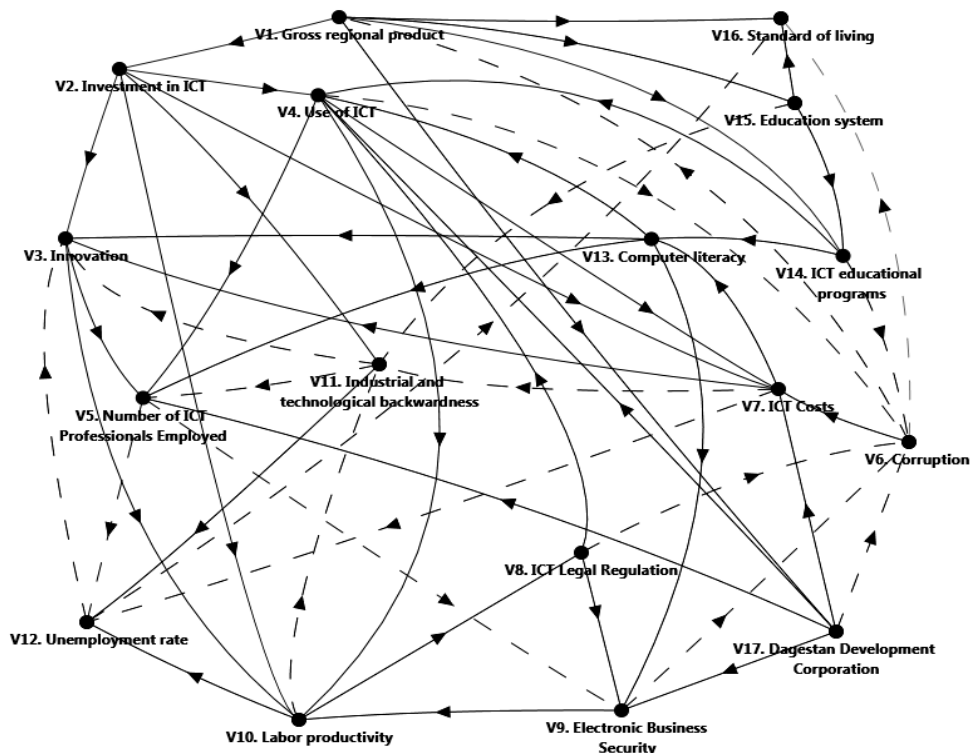 V1. Gross regional product
V16. Standard of living
V2. Investment in ICT
V4. Use of ICT
V15. Education system
V3. Innovation
V13. Computer literacy
V14. ICT educational
programs
V11. Industrial and
technological backwardness
V5. Number of ICT
Professionals Employed
V7. ICT Costs
V6. Corruption
V8. ICT Legal Regulation
V12. Unemployment rate
V17. Dagestan Development
Corporation
V10. Labor productivity
V9. Electronic Business
Security